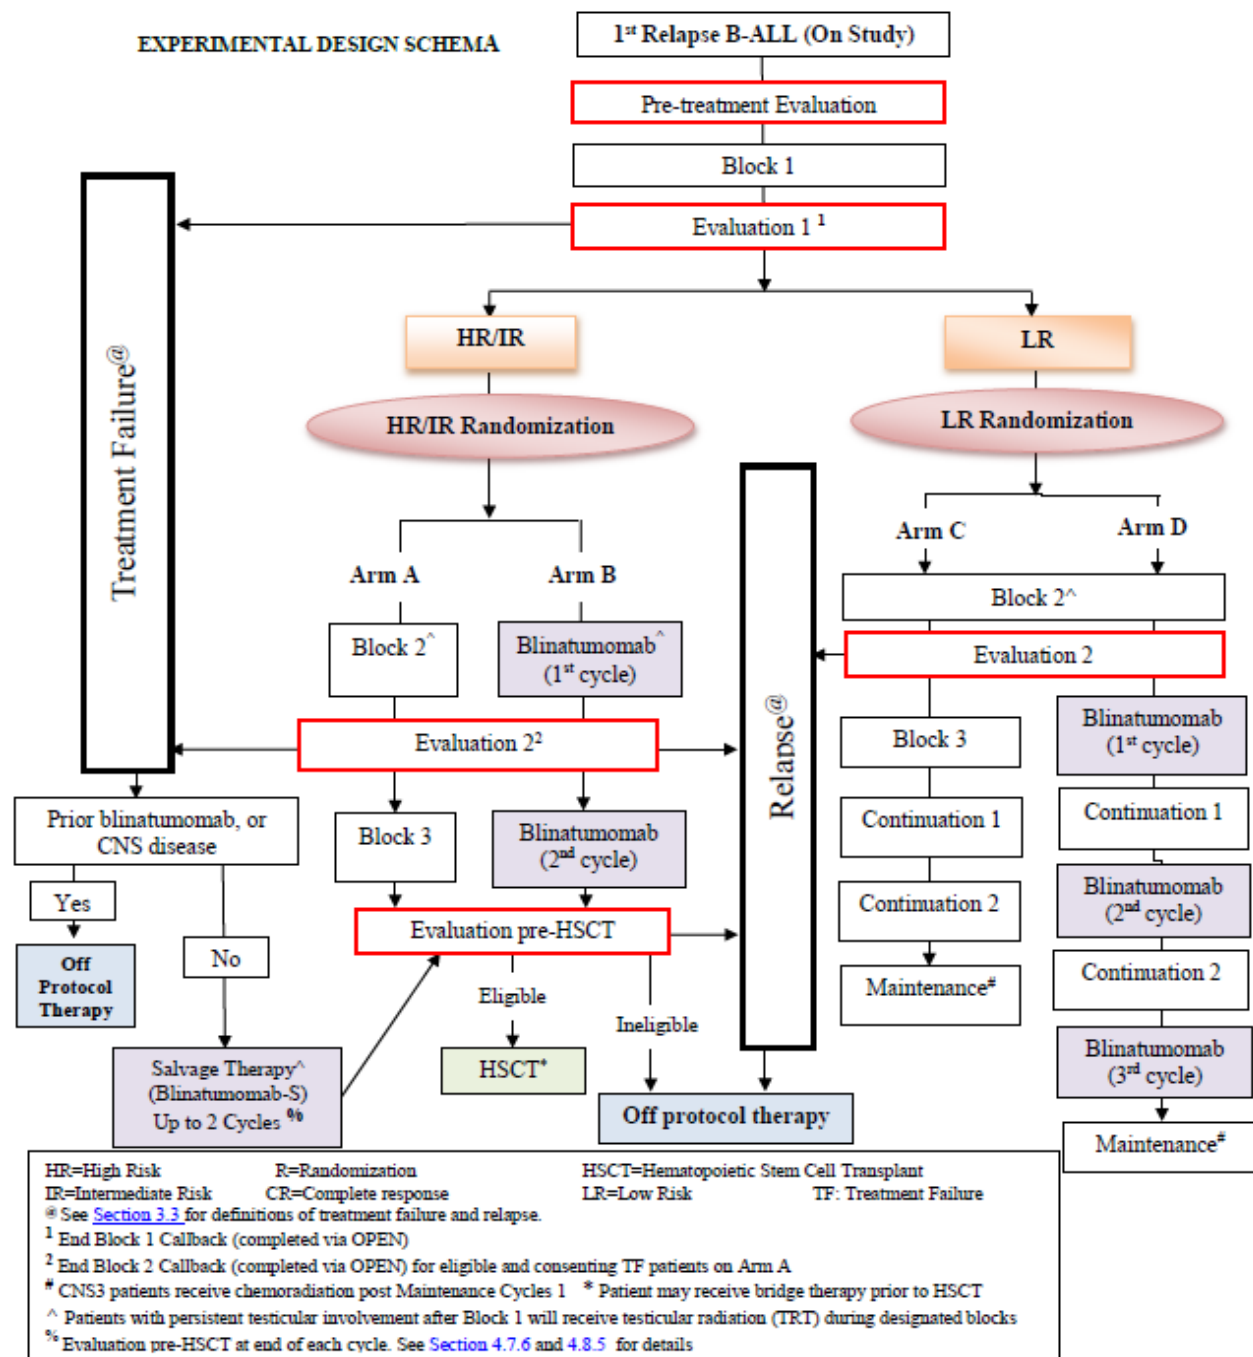 EXPERIMENTAL DESIGN SCHEMA
1st Relapse B-ALL (On Study)
Pre-treatment Evaluation
Block 1
Evaluation 1 1
HR/IR
LR
HR/IR Randomization
LR Randomization
Treatment Failure@
Relapse@
Arm A
Arm B
Arm C
Arm D
Block 2^
Blinatumomab^
(1st cycle)
Block 2^
Evaluation 2
Evaluation 2²
Block 3
Blinatumomab
(1st cycle)
Prior blinatumomab, or
CNS disease
Block 3
Blinatumomab
(2nd cycle)
Continuation 1
Continuation 1
Yes
No
Evaluation pre-HSCT
Continuation 2
Blinatumomab
(2nd cycle)
Off
Protocol
Therapy
Eligible
Ineligible
Maintenance#
Continuation 2
Salvage Therapy^
(Blinatumomab-S)
Up to 2 Cycles %
HSCT*
Off protocol therapy
Blinatumomab
(3rd cycle)
Maintenance#
HR=High Risk R=Randomization HSCT=Hematopoietic Stem Cell Transplant
IR=Intermediate Risk CR=Complete response LR=Low Risk TF: Treatment Failure
@ See Section 3.3 for definitions of treatment failure and relapse.
1 End Block 1 Callback (completed via OPEN)
2 End Block 2 Callback (completed via OPEN) for eligible and consenting TF patients on Arm A
# CNS3 patients receive chemoradiation post Maintenance Cycles 1 * Patient may receive bridge therapy prior to HSCT
^ Patients with persistent testicular involvement after Block 1 will receive testicular radiation (TRT) during designated blocks
% Evaluation pre-HSCT at end of each cycle. See Section 4.7.6 and 4.8.5 for details